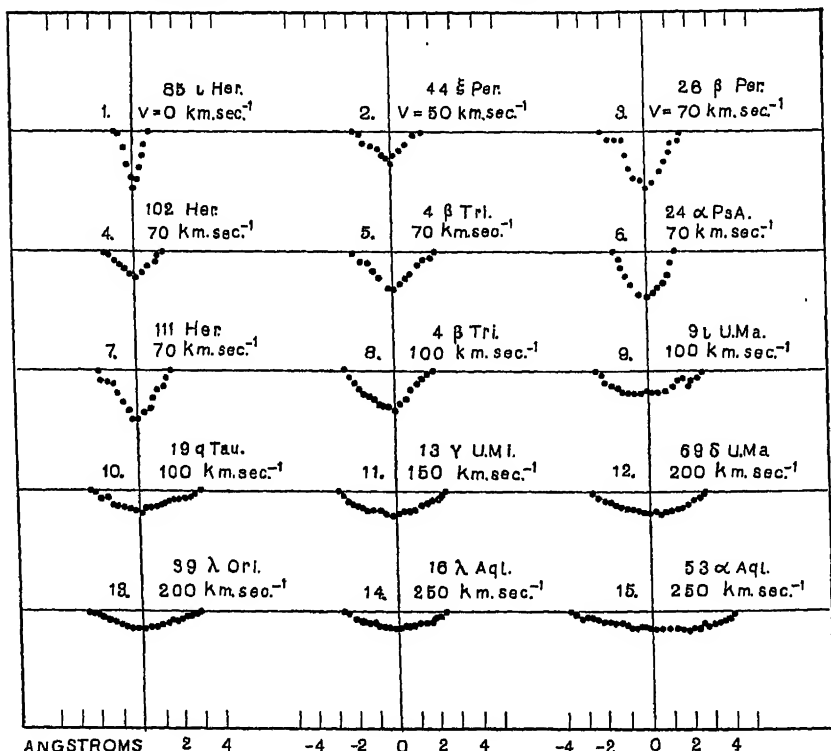 85 ι Her.
1. V=0 km.sec.⁻¹
44 ξ Per.
2. V=50 km.sec.⁻¹
26 β Per.
3. V=70 km.sec.⁻¹
102 Her.
4. 70 km.sec.⁻¹
4 β Tri.
5. 70 km.sec.⁻¹
24 α PsA.
6. 70 km.sec.⁻¹
111 Her.
7. 70 km.sec.⁻¹
4 β Tri.
8. 100 km.sec.⁻¹
9 ι U.Ma.
9. 100 km.sec.⁻¹
19 q Tau.
10. 100 km.sec.⁻¹
13 γ U.Mi.
11. 150 km.sec.⁻¹
69 δ U.Ma
12. 200 km.sec.⁻¹
39 λ Ori.
13. 200 km.sec.⁻¹
16 λ Aql.
14. 250 km.sec.⁻¹
53 α Aql.
15. 250 km.sec.⁻¹
ANGSTROMS 2 4 -4 -2 0 2 4 -4 -2 0 2 4